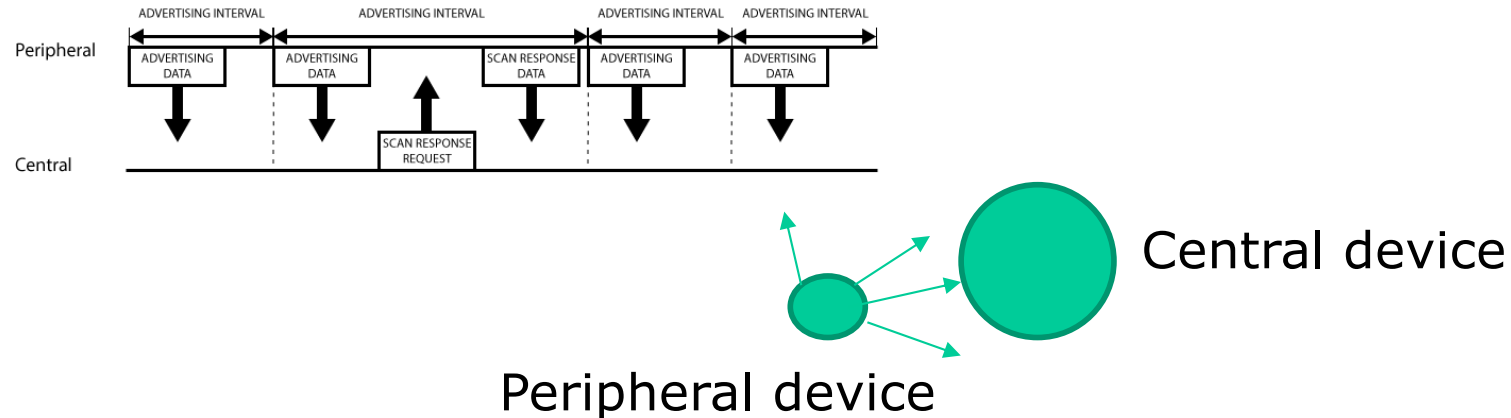 ADVERTISING INTERVAL ADVERTISING INTERVAL ADVERTISING INTERVAL ADVERTISING INTERVAL
Peripheral
ADVERTISING
DATA
ADVERTISING
DATA
SCAN RESPONSE
DATA
ADVERTISING
DATA
ADVERTISING
DATA
SCAN RESPONSE
REQUEST
Central
Central device
Peripheral device